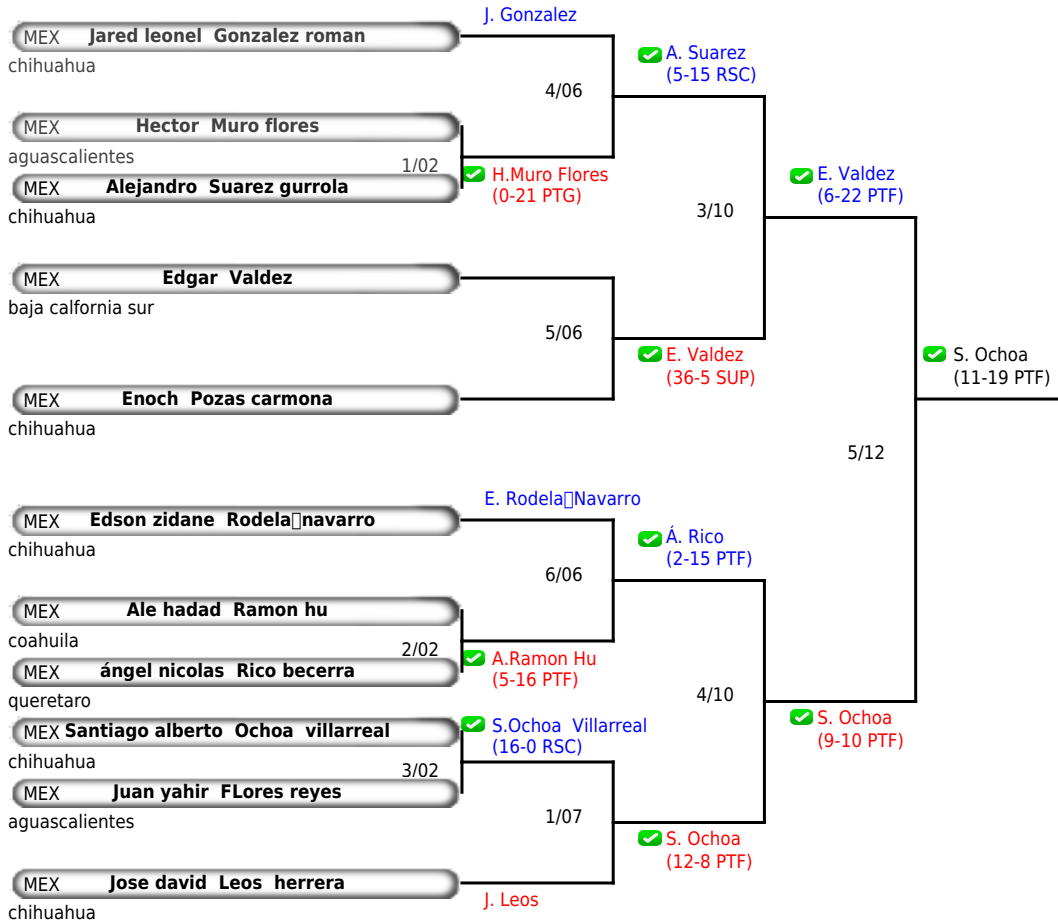 J. Gonzalez
MEX Jared leonel Gonzalez roman
chihuahua
A. Suarez
(5-15 RSC)
4/06
MEX Hector Muro flores
aguascalientes
1/02
H.Muro Flores
(0-21 PTG)
MEX Alejandro Suarez gurrola
chihuahua
E. Valdez
(6-22 PTF)
3/10
MEX Edgar Valdez
baja calfornia sur
5/06
E. Valdez
(36-5 SUP)
S. Ochoa
(11-19 PTF)
MEX Enoch Pozas carmona
chihuahua
5/12
E. Rodela▯Navarro
MEX Edson zidane Rodela▯navarro
chihuahua
Á. Rico
(2-15 PTF)
6/06
MEX Ale hadad Ramon hu
coahuila
2/02
A.Ramon Hu
(5-16 PTF)
MEX ángel nicolas Rico becerra
queretaro
4/10
S. Ochoa
(9-10 PTF)
S.Ochoa Villarreal
(16-0 RSC)
MEX Santiago alberto Ochoa villarreal
chihuahua
3/02
MEX Juan yahir FLores reyes
aguascalientes
1/07
S. Ochoa
(12-8 PTF)
MEX Jose david Leos herrera
chihuahua
J. Leos